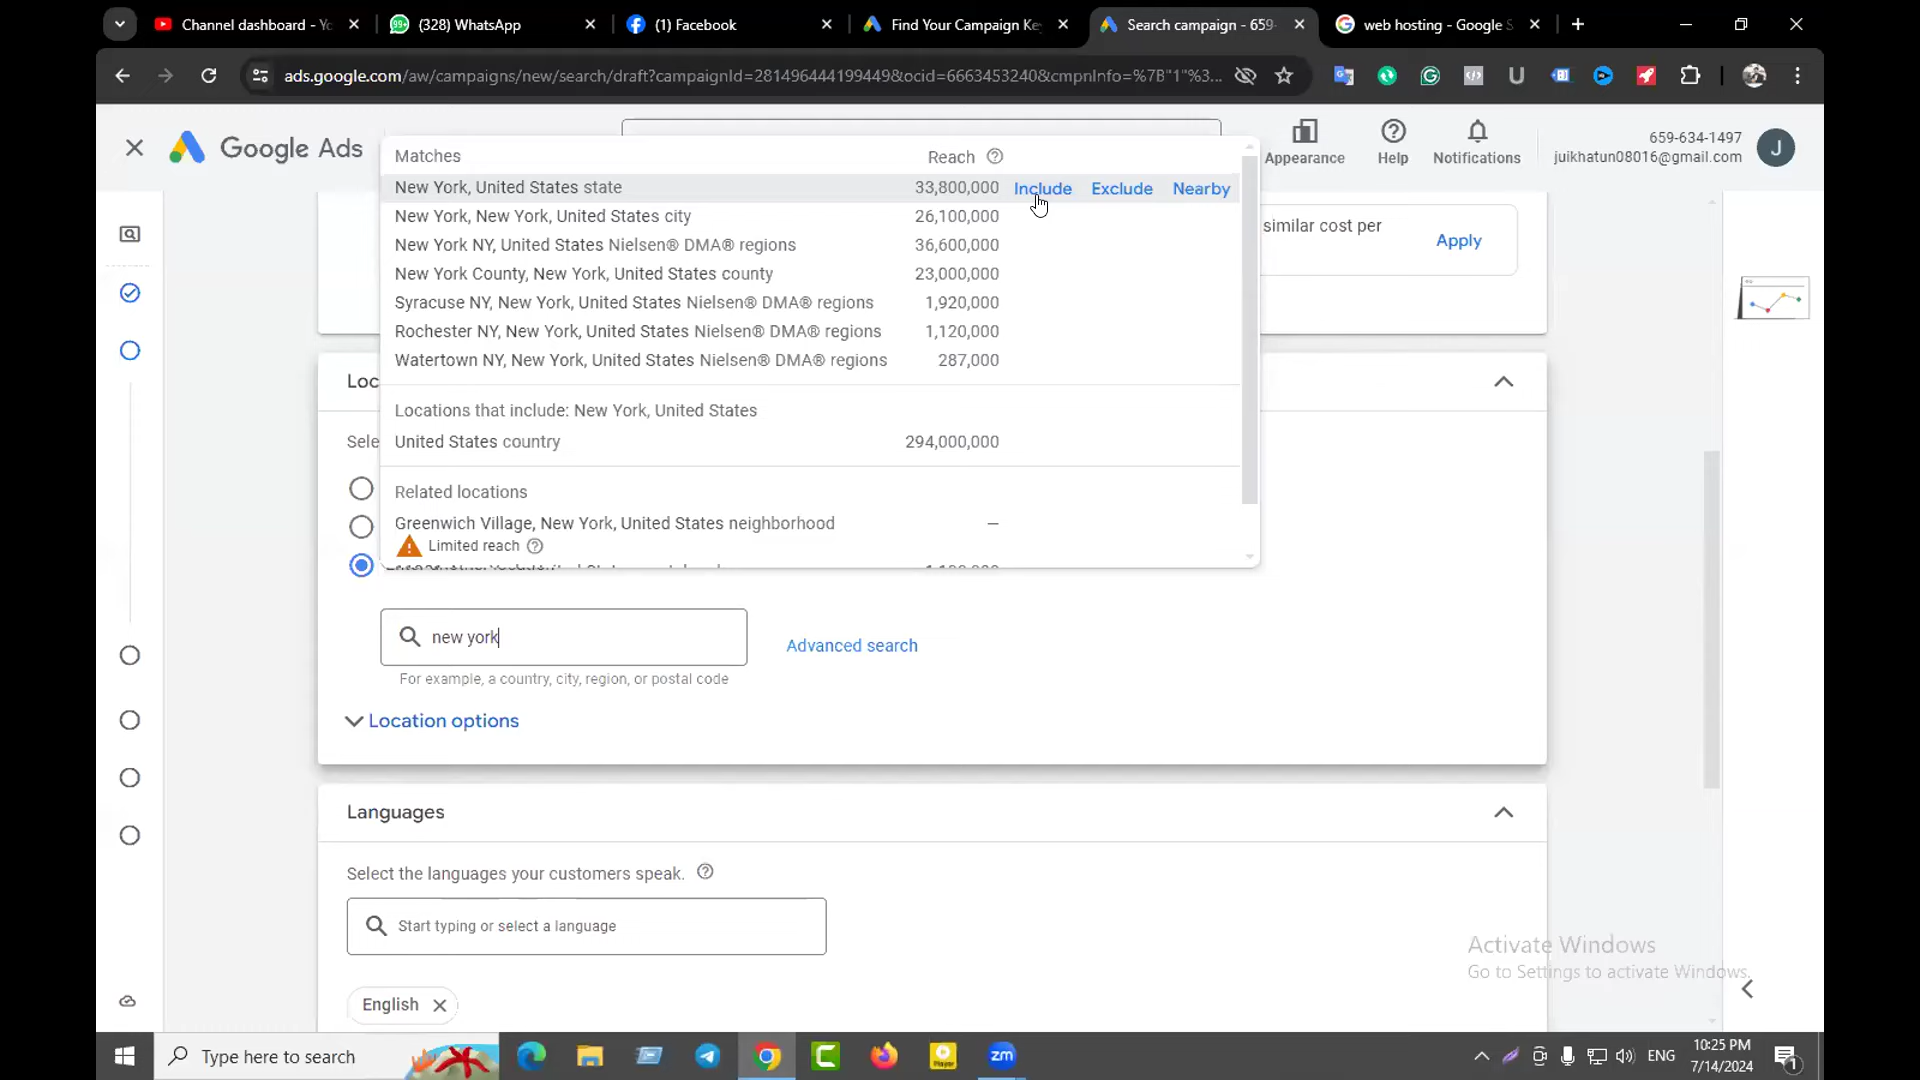 Channel dashboard - Yo
(328) WhatsApp
(1) Facebook
Find Your Campaign Ke
Search campaign - 659-
web hosting - Google S
ads.google.com/aw/campaigns/new/search/draft?campaignId=281496444199449&ocid=6663453240&cmpnInfo=%7B"1"%3...
Google Ads
Appearance
Help
Notifications
659-634-1497
juikhatun08016@gmail.com
J
Matches
Reach
New York, United States state 33,800,000 Include Exclude Nearby
New York, New York, United States city 26,100,000
New York NY, United States Nielsen® DMA® regions 36,600,000
New York County, New York, United States county 23,000,000
Syracuse NY, New York, United States Nielsen® DMA® regions 1,920,000
Rochester NY, New York, United States Nielsen® DMA® regions 1,120,000
Watertown NY, New York, United States Nielsen® DMA® regions 287,000
Locations that include: New York, United States
United States country 294,000,000
Related locations
Greenwich Village, New York, United States neighborhood –
Limited reach
similar cost per
Apply
Loc
Sele
new york
Advanced search
For example, a country, city, region, or postal code
Location options
Languages
Select the languages your customers speak.
Start typing or select a language
English
Activate Windows
Go to Settings to activate Windows.
Type here to search
Player
zm
ENG
10:25 PM
7/14/2024
1